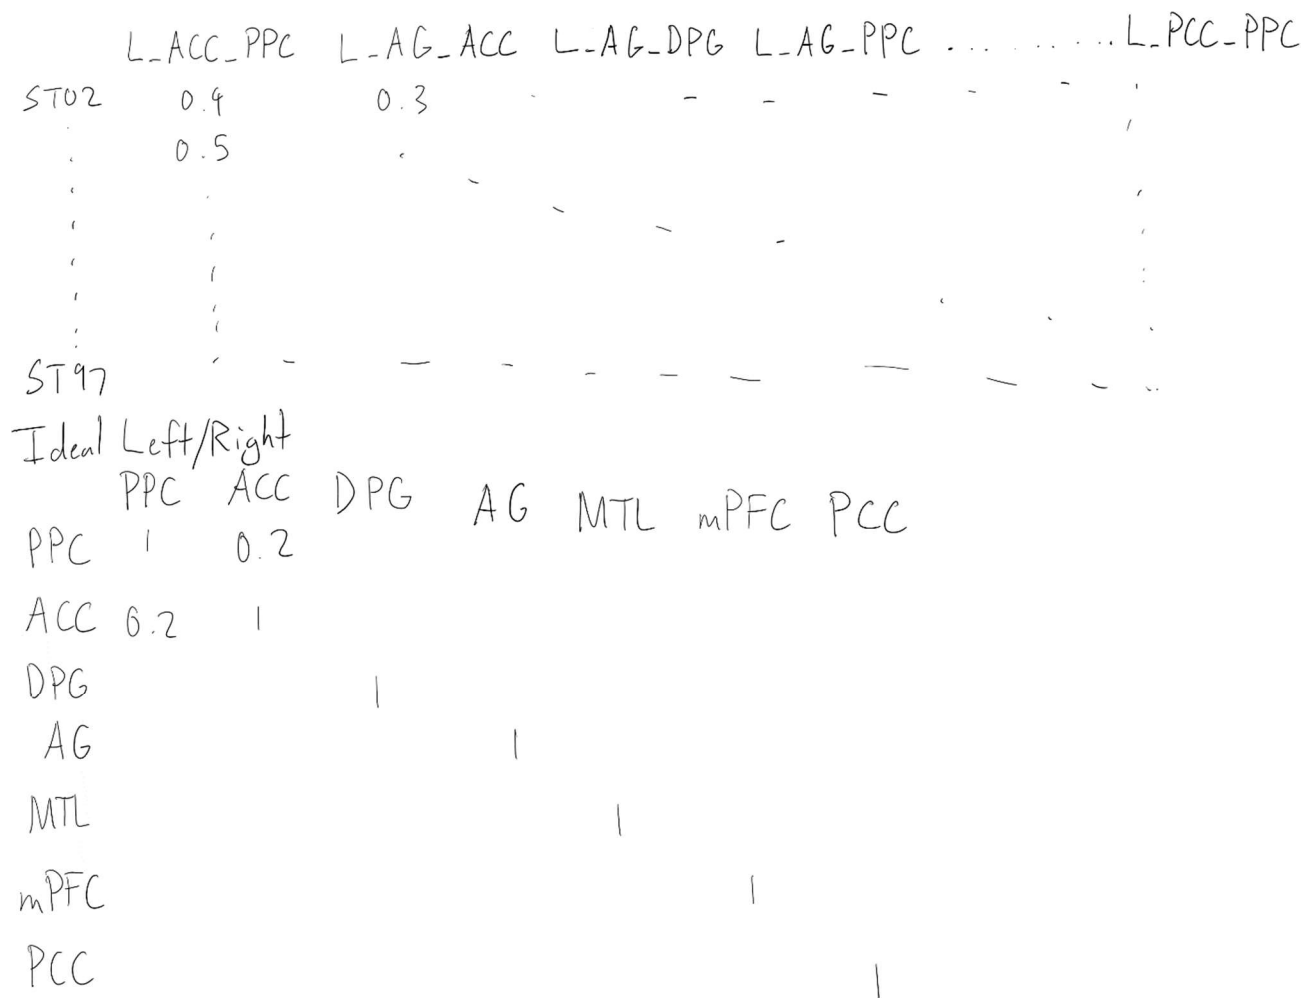 L_ACC_PPC L_AG_ACC L_AG_DPG L_AG_PPC .......... L_PCC_PPC
ST02 0.4 0.3
0.5
ST97
Ideal Left/Right
PPC ACC DPG AG MTL mPFC PCC
PPC 1 0.2
ACC 0.2 1
DPG 1
AG 1
MTL 1
mPFC 1
PCC 1